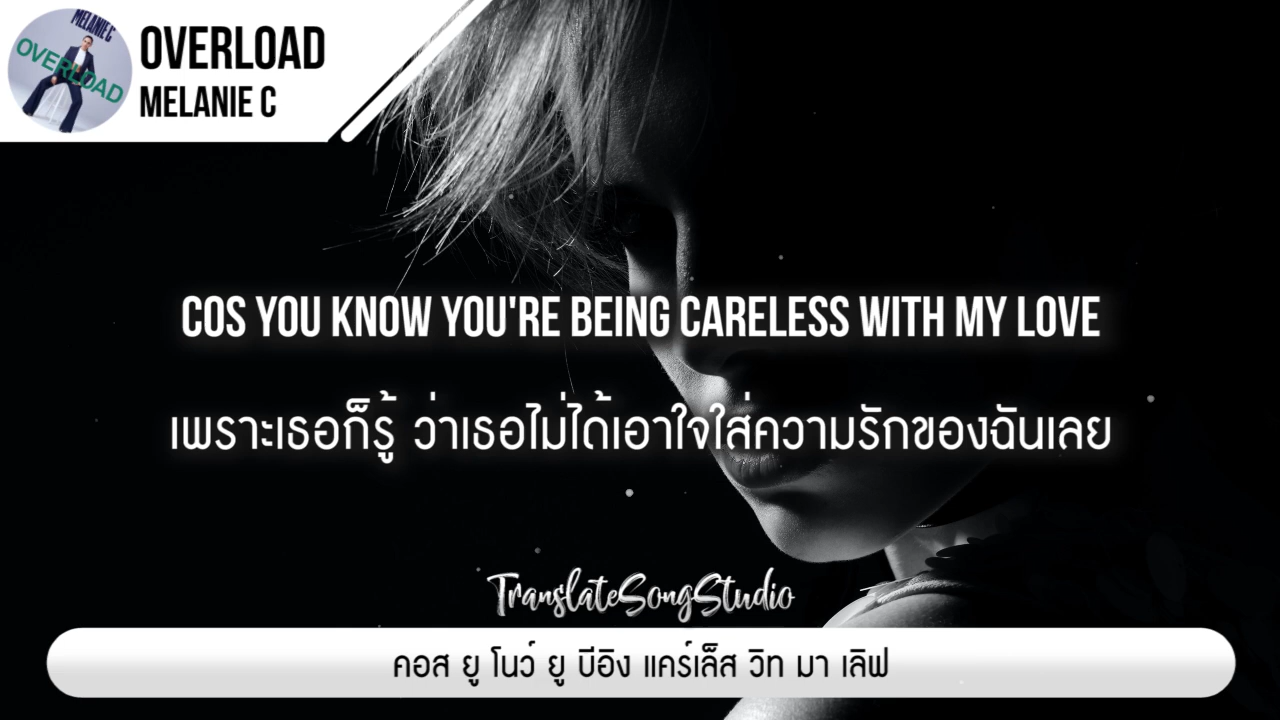 MELANIE C
OVERLOAD
OVERLOAD
MELANIE C
COS YOU KNOW YOU'RE BEING CARELESS WITH MY LOVE
เพราะเธอก็รู้ ว่าเธอไม่ได้เอาใจใส่ความรักของฉันเลย
TranslateSongStudio
คอส ยู โนว์ ยู บีอิง แคร์เล็ส วิท มา เลิฟ